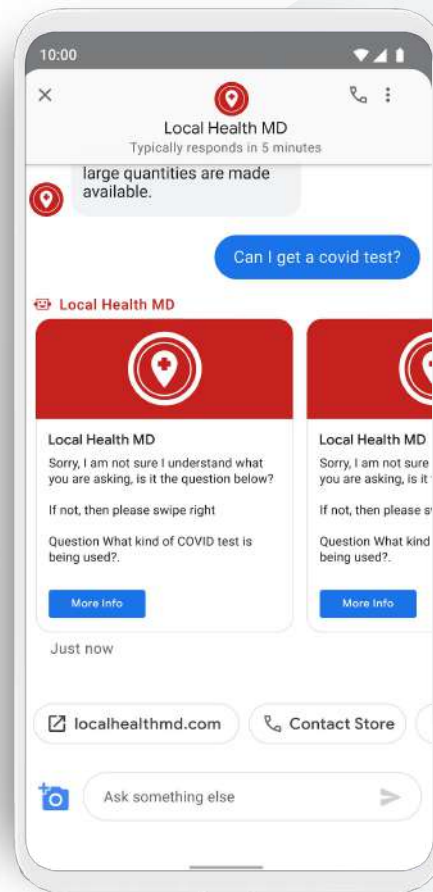 10:00
Local Health MD
Typically responds in 5 minutes
large quantities are made
available.
Can I get a covid test?
Local Health MD
Local Health MD
Sorry, I am not sure I understand what
you are asking, is it the question below?
If not, then please swipe right
Question What kind of COVID test is
being used?.
More Info
Local Health MD
Sorry, I am not sure
you are asking, is it
If not, then please
Question What kind
being used?.
More Info
Just now
localhealthmd.com
Contact Store
Ask something else